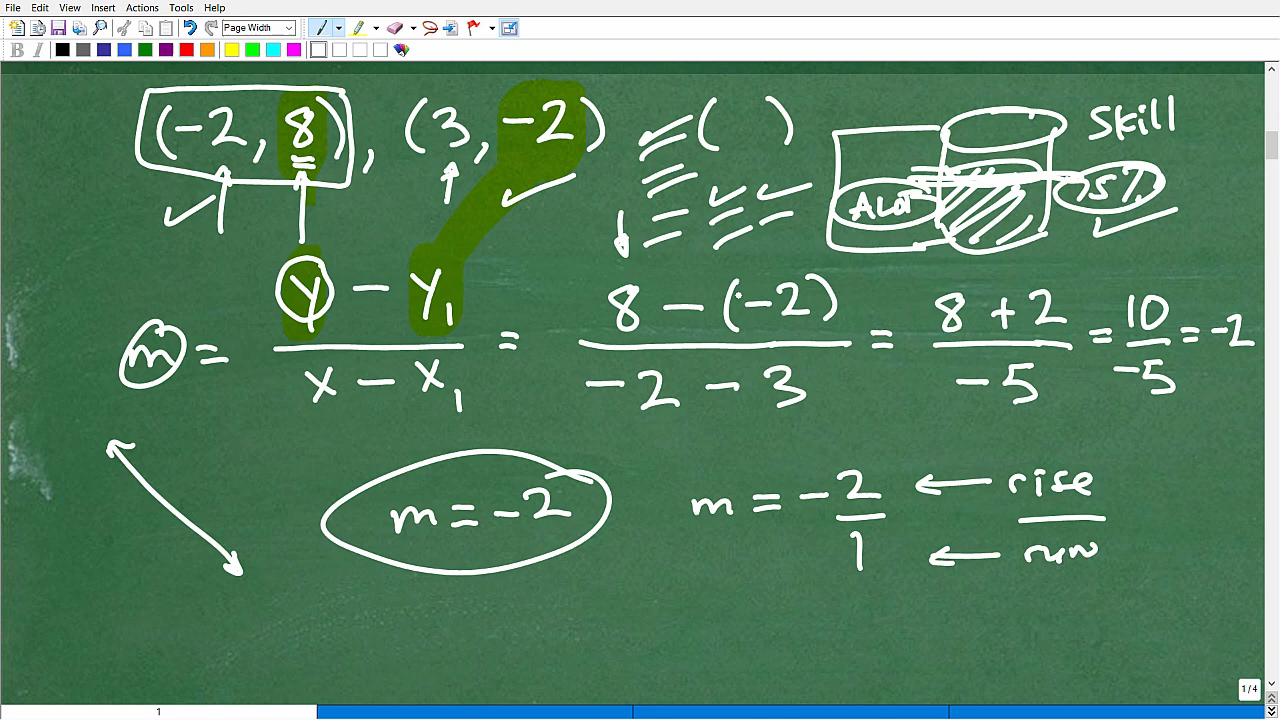 File Edit View Insert Actions Tools Help
Page Width
B I
(-2, 8), (3, -2) ( ) Skill
ALOT 75%
m = y - y₁ / x - x₁ = 8 - (-2) / -2 - 3 = 8 + 2 / -5 = 10 / -5 = -2
m = -2
m = -2 / 1 ← rise / ← run
1/4
1